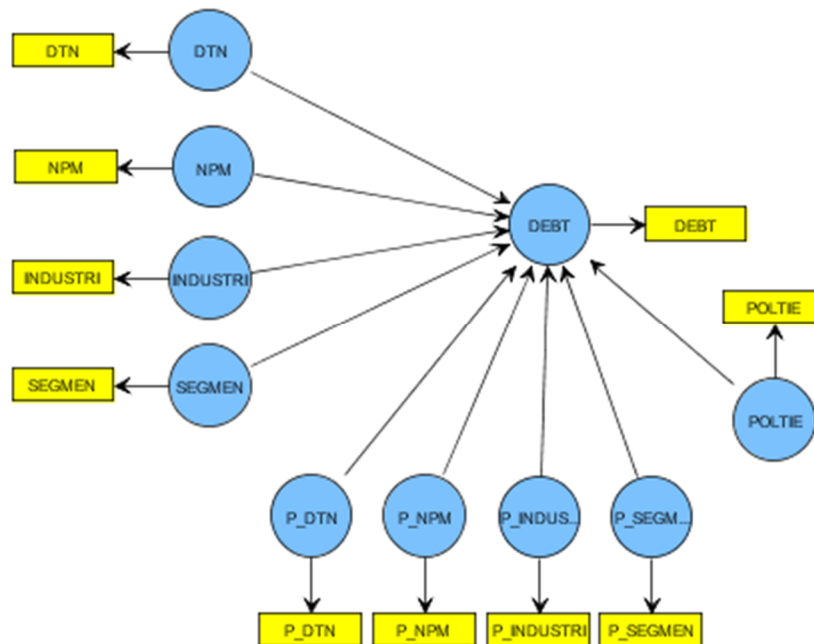 DTN
DTN
NPM
NPM
DEBT
DEBT
INDUSTRI
INDUSTRI
POLTIE
SEGMEN
SEGMEN
POLTIE
P_DTN
P_NPM
P_INDUS...
P_SEGM...
P_DTN
P_NPM
P_INDUSTRI
P_SEGMEN